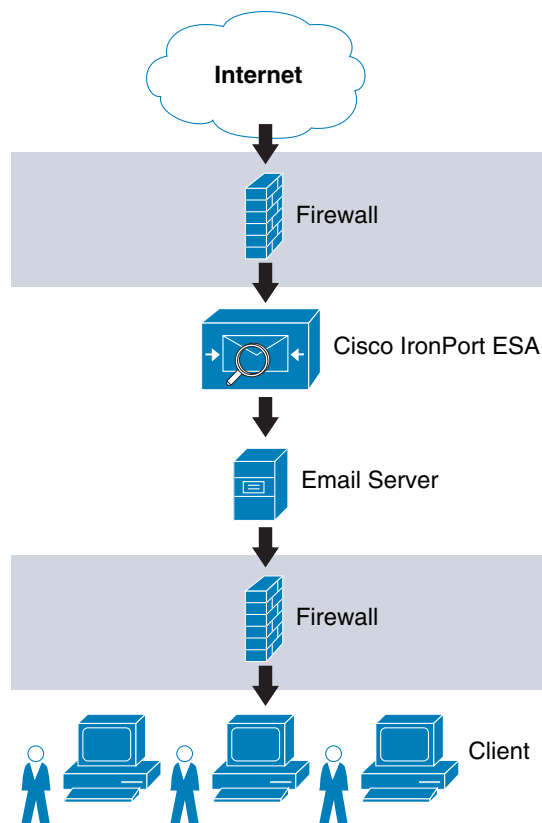 Internet
Firewall
Cisco IronPort ESA
Email Server
Firewall
Client